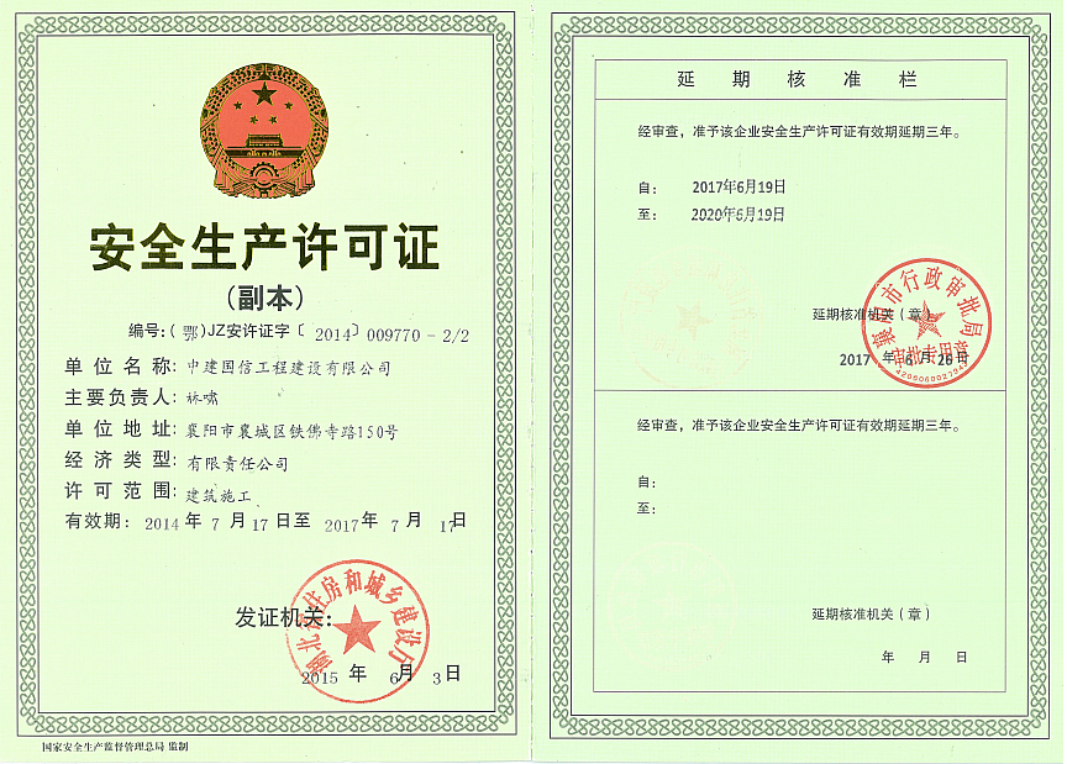 安全生产许可证
(副本)
编号:(鄂)JZ安许证字〔2014〕009770-2/2
单位名称:中建国信工程建设有限公司
主要负责人:林啸
单位地址:襄阳市襄城区铁佛寺路150号
经济类型:有限责任公司
许可范围:建筑施工
有效期:2014年7月17日至2017年7月17日
湖北省住房和城乡建设厅
发证机关:
2015年6月3日
国家安全生产监督管理总局 监制
延期核准栏
经审查,准予该企业安全生产许可证有效期延期三年。
自: 2017年6月19日
至: 2020年6月19日
襄阳市行政审批局
延期核准机关(章)
审批专用章
2017年6月26日
经审查,准予该企业安全生产许可证有效期延期三年。
自:
至:
延期核准机关(章)
年 月 日